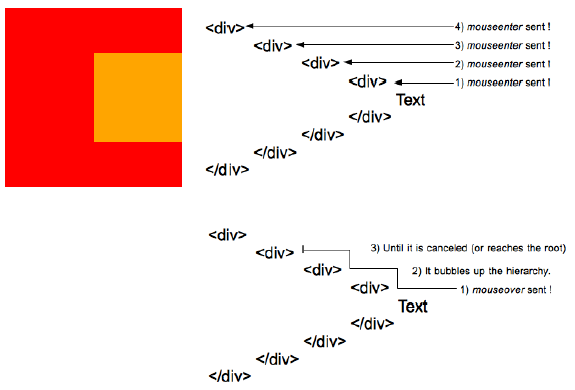 <div> 4) mouseenter sent !
<div> 3) mouseenter sent !
<div> 2) mouseenter sent !
<div> 1) mouseenter sent !
Text
</div>
</div>
</div>
</div>
<div>
<div> 3) Until it is canceled (or reaches the root)
<div> 2) It bubbles up the hierarchy.
<div> 1) mouseover sent !
Text
</div>
</div>
</div>
</div>